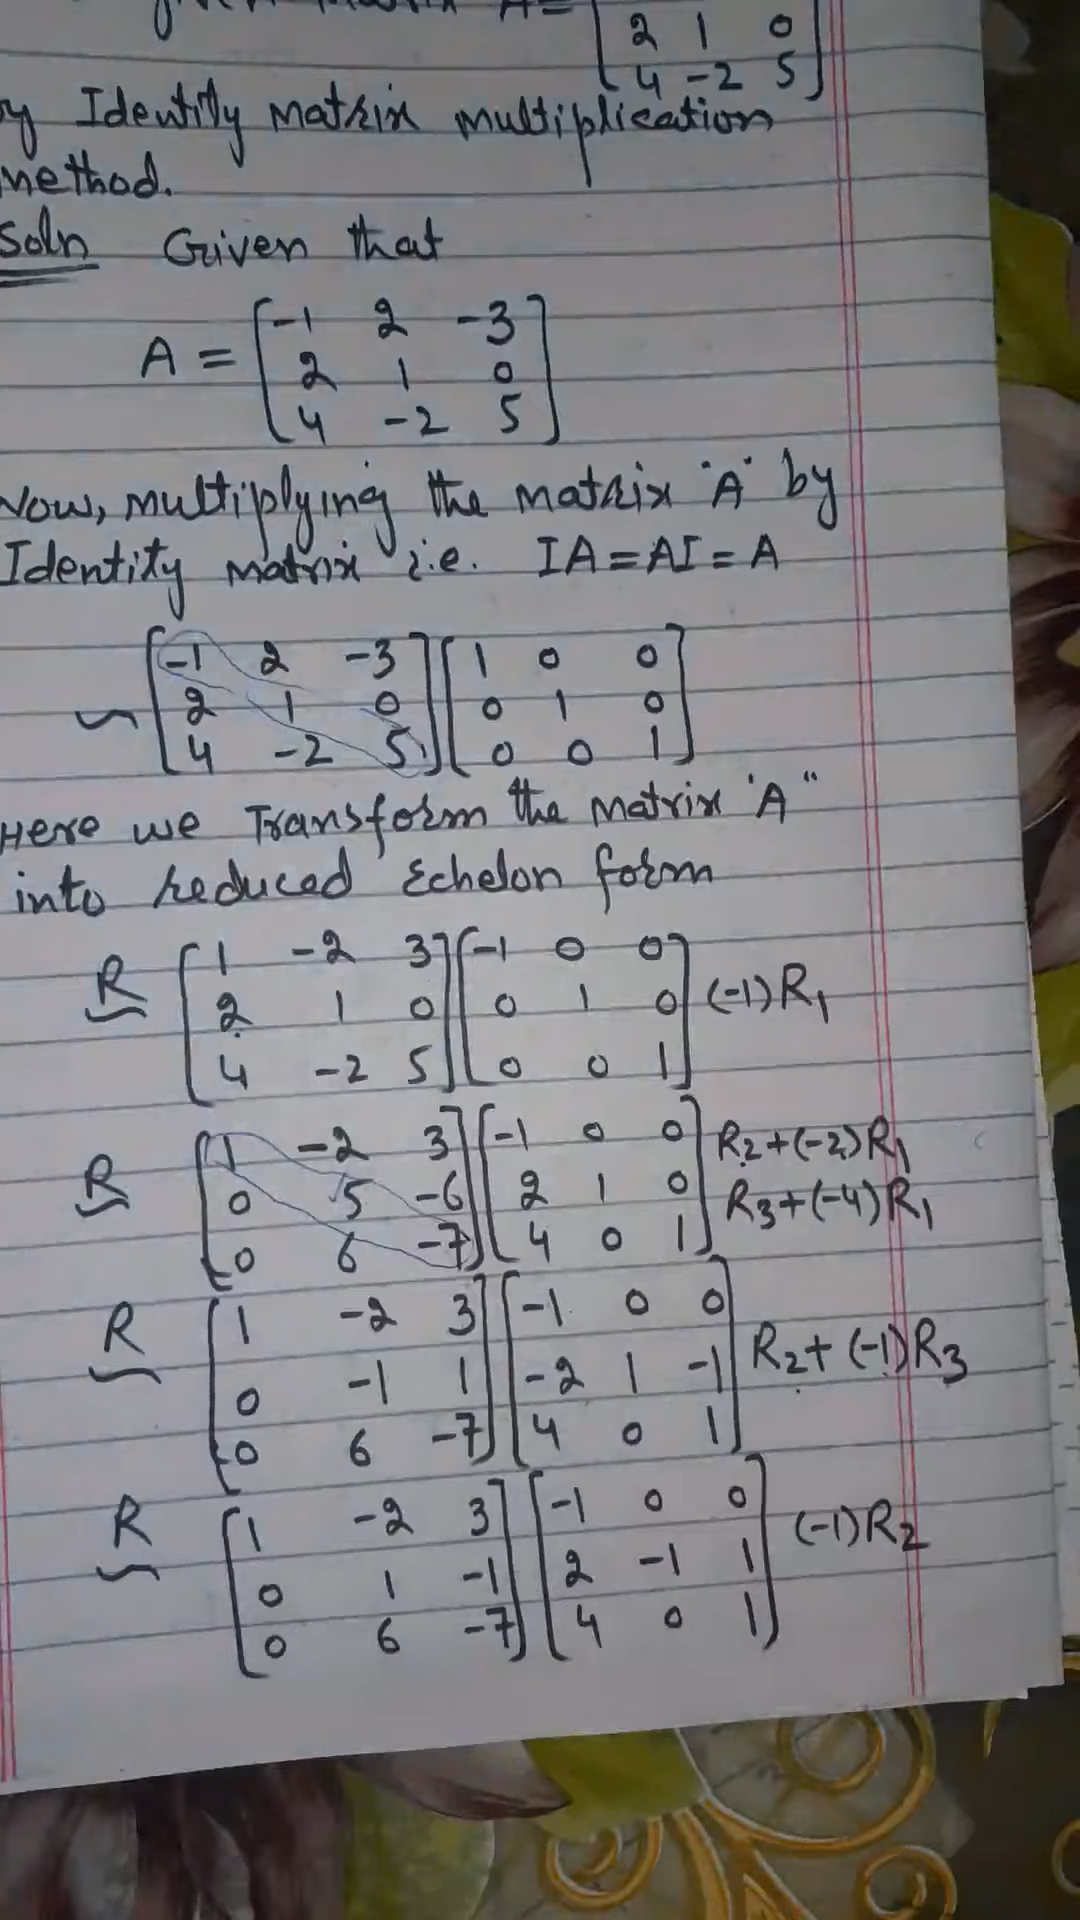 A =
2 1 0
4 -2 5
y Identity matrix multiplication
method.
Soln Given that
A = [-1 2 -3
2 1 0
4 -2 5]
Now, multiplying the matrix "A" by
Identity matrix i.e. IA = AI = A
~ [-1 2 -3] [1 0 0]
[2 1 0] [0 1 0]
[4 -2 5] [0 0 1]
Here we Transform the matrix 'A"
into reduced Echelon form
R [1 -2 3] [-1 0 0]
~ [2 1 0] [0 1 0] (-1)R1
[4 -2 5] [0 0 1]
R [1 -2 3] [-1 0 0] R2+(-2)R1
~ [0 5 -6] [2 1 0] R3+(-4)R1
[0 6 -7] [4 0 1]
R [1 -2 3] [-1 0 0]
~ [0 -1 1] [-2 1 -1] R2+(-1)R3
[0 6 -7] [4 0 1]
R [1 -2 3] [-1 0 0] (-1)R2
~ [0 1 -1] [2 -1 1]
[0 6 -7] [4 0 1]